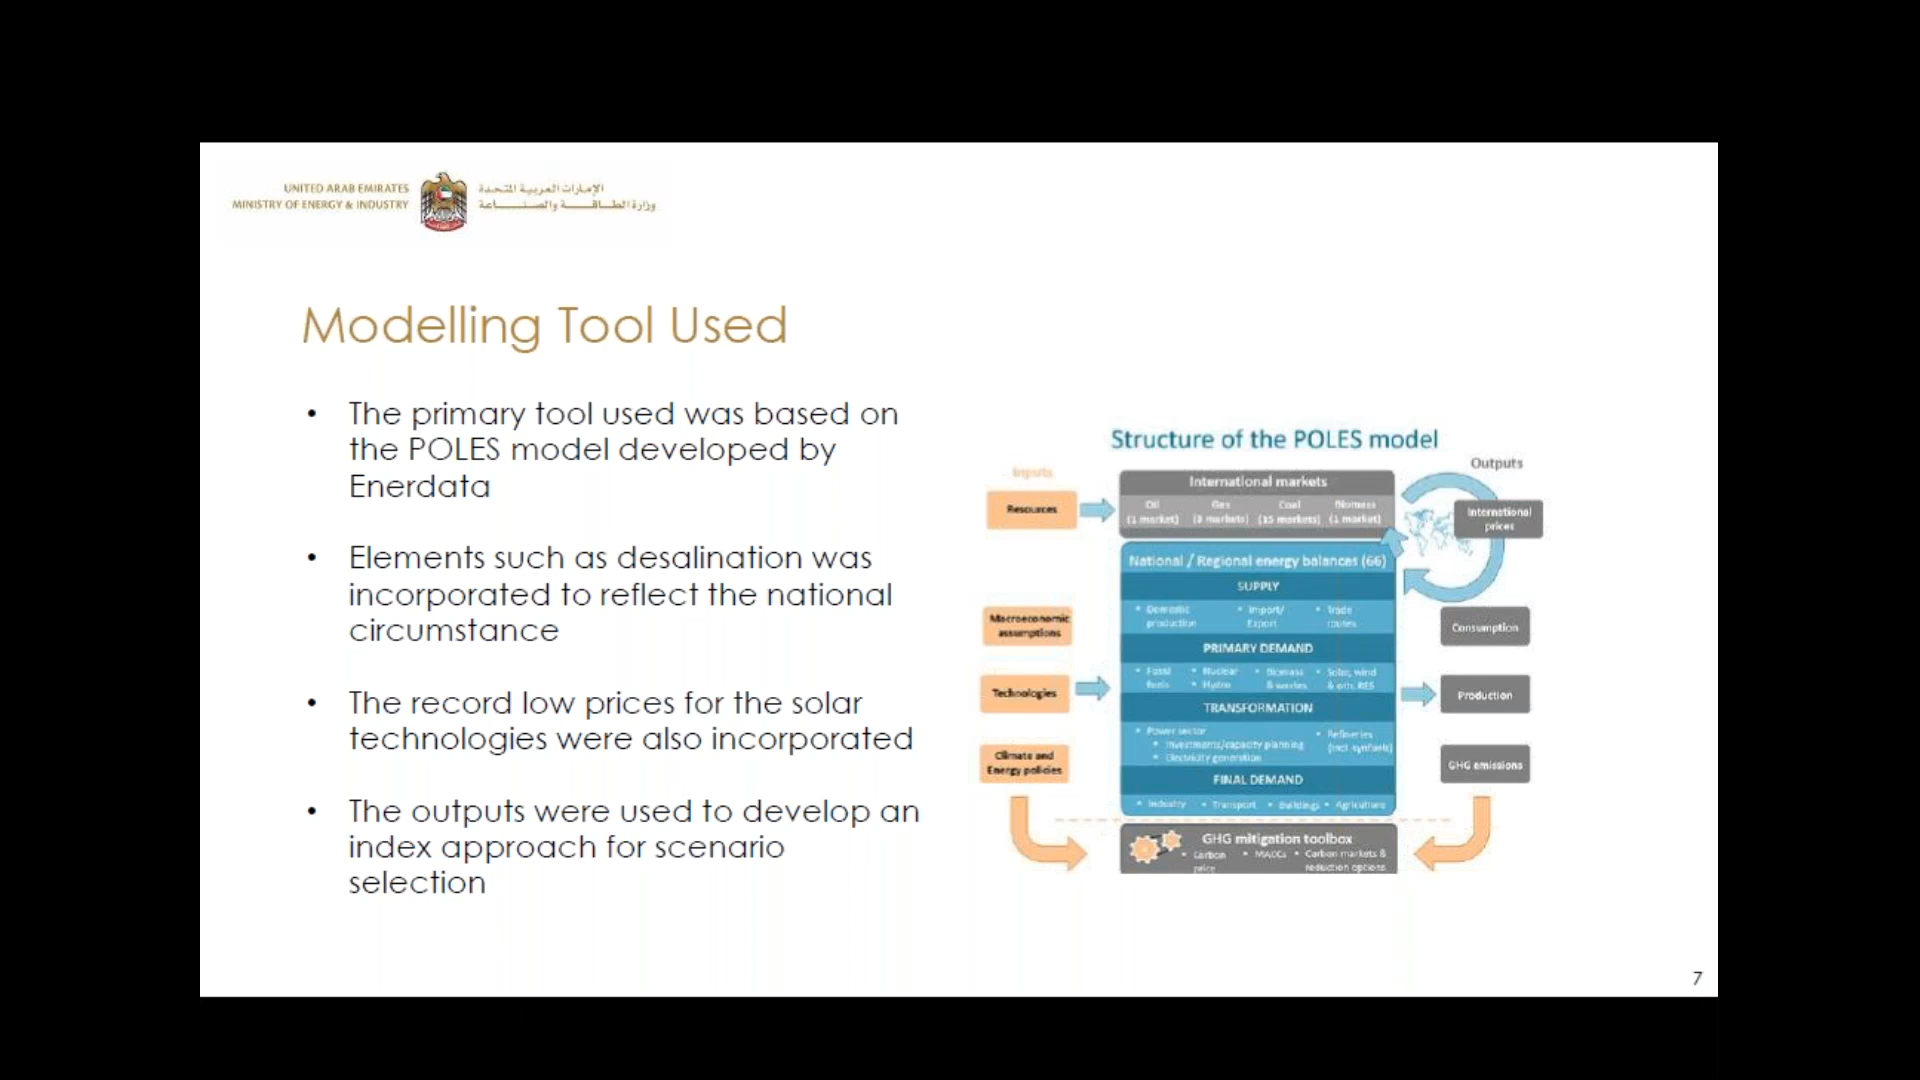 UNITED ARAB EMIRATES
MINISTRY OF ENERGY & INDUSTRY
الإمارات العربية المتحدة
وزارة الطاقة والصناعة
Modelling Tool Used
• The primary tool used was based on
the POLES model developed by
Enerdata
• Elements such as desalination was
incorporated to reflect the national
circumstance
• The record low prices for the solar
technologies were also incorporated
• The outputs were used to develop an
index approach for scenario
selection
Structure of the POLES model
Inputs
Outputs
Resources
Macroeconomic
assumptions
Technologies
Climate and
Energy policies
International markets
Oil
(1 market)
Gas
(3 markets)
Coal
(15 markets)
Biomass
(1 market)
National / Regional energy balances (66)
SUPPLY
• Domestic
production
• Import/
Export
• Trade
routes
PRIMARY DEMAND
• Fossil
fuels
• Nuclear
• Hydro
• Biomass
& wastes
• Solar, wind
& oth. RES
TRANSFORMATION
• Power sector
• Investments/capacity planning
• Electricity generation
• Refineries
(incl. synfuels)
FINAL DEMAND
• Industry • Transport • Buildings • Agriculture
GHG mitigation toolbox
• Carbon
price
• MACCs
• Carbon markets &
reduction options
International
prices
Consumption
Production
GHG emissions
7